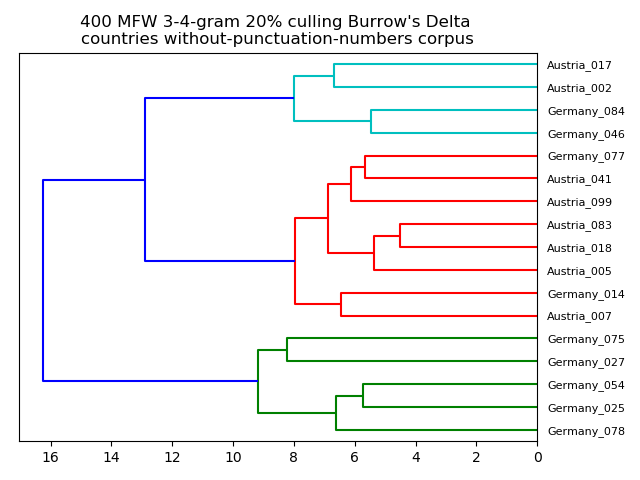 400 MFW 3-4-gram 20% culling Burrow's Delta
countries without-punctuation-numbers corpus
Austria_017
Austria_002
Germany_084
Germany_046
Germany_077
Austria_041
Austria_099
Austria_083
Austria_018
Austria_005
Germany_014
Austria_007
Germany_075
Germany_027
Germany_054
Germany_025
Germany_078
16 14 12 10 8 6 4 2 0